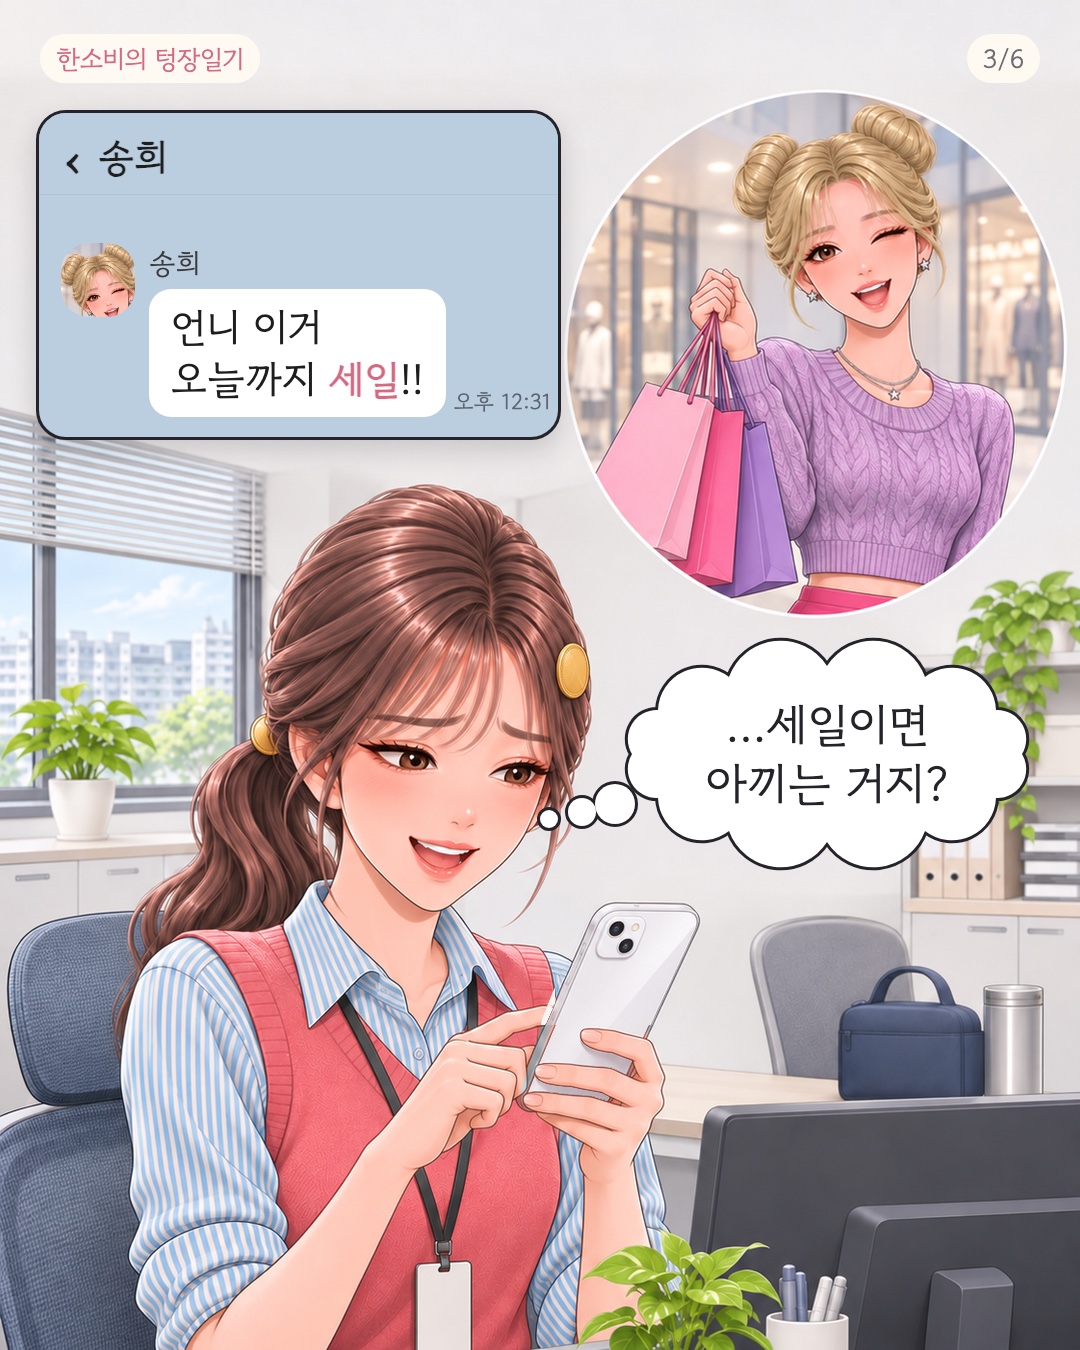 한소비의 텅장일기
3/6
송희
송희
언니 이거
오늘까지 세일!!
오후 12:31
...세일이면
아끼는 거지?